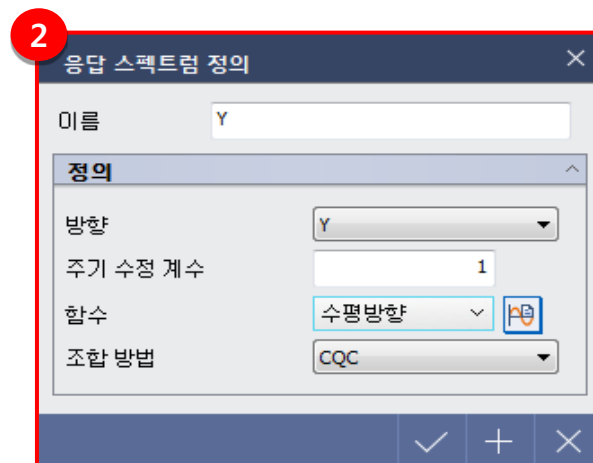 2
응답 스펙트럼 정의
이름 Y
정의
방향 Y
주기 수정 계수 1
함수 수평방향
조합 방법 CQC